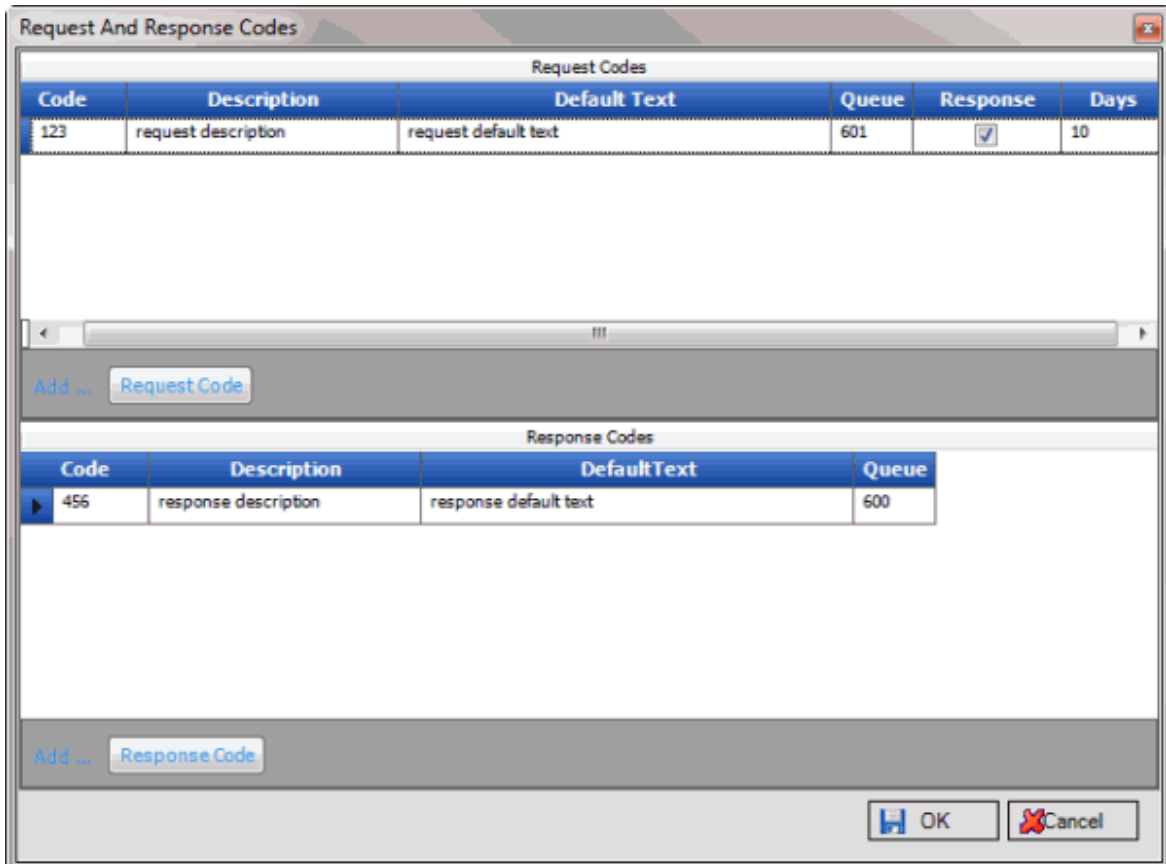 Request And Response Codes
Request Codes
Code Description Default Text Queue Response Days
123 request description request default text 601 10
Add ... Request Code
Response Codes
Code Description DefaultText Queue
456 response description response default text 600
Add ... Response Code
OK Cancel